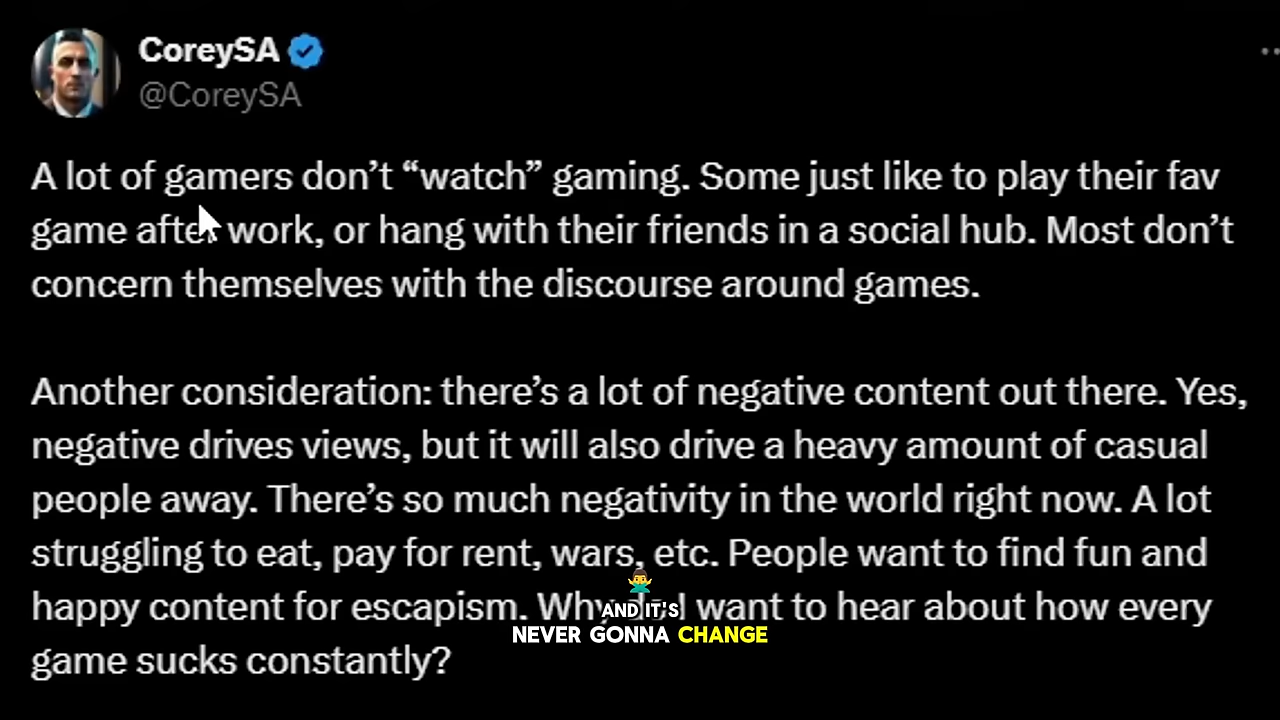 CoreySA
@CoreySA
A lot of gamers don’t “watch” gaming. Some just like to play their fav
game after work, or hang with their friends in a social hub. Most don’t
concern themselves with the discourse around games.
Another consideration: there’s a lot of negative content out there. Yes,
negative drives views, but it will also drive a heavy amount of casual
people away. There’s so much negativity in the world right now. A lot
struggling to eat, pay for rent, wars, etc. People want to find fun and
happy content for escapism. Why do I want to hear about how every
AND IT'S
NEVER GONNA CHANGE
game sucks constantly?